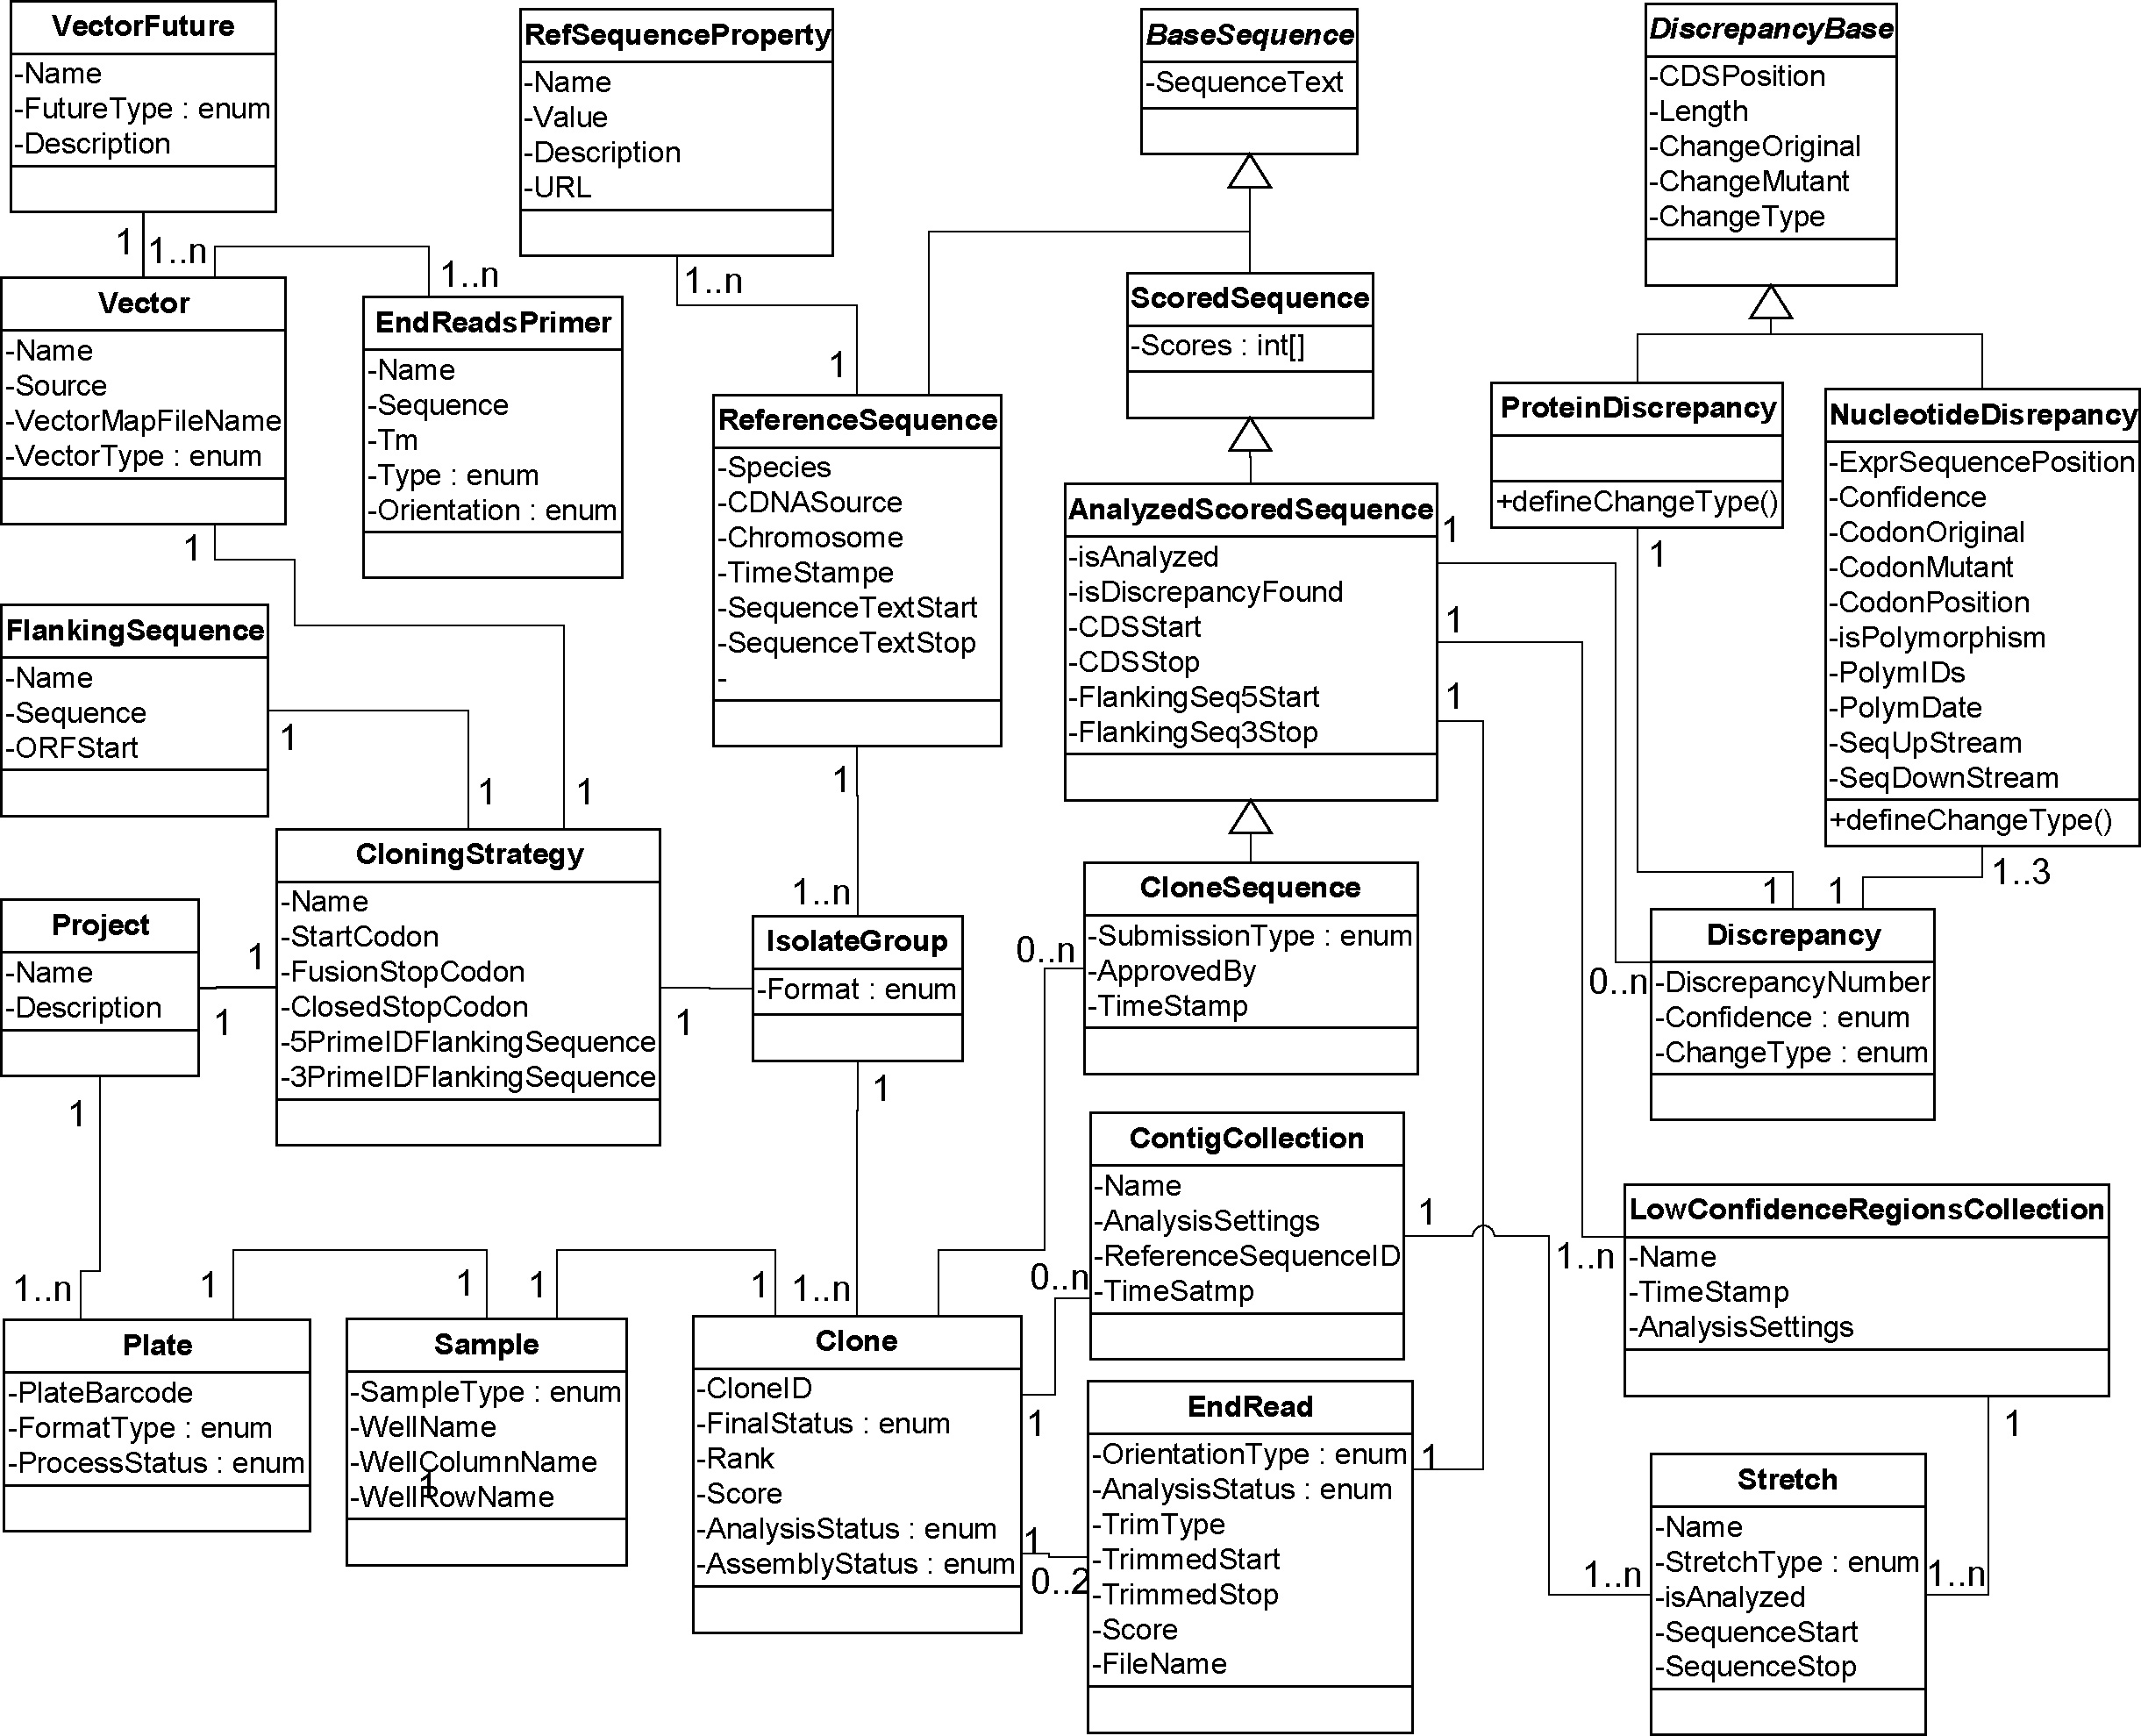 VectorFuture
-Name
-FutureType : enum
-Description
1
1..n
1..n
Vector
-Name
-Source
-VectorMapFileName
-VectorType : enum
1
EndReadsPrimer
-Name
-Sequence
-Tm
-Type : enum
-Orientation : enum
RefSequenceProperty
-Name
-Value
-Description
-URL
1..n
1
ReferenceSequence
-Species
-CDNASource
-Chromosome
-TimeStampe
-SequenceTextStart
-SequenceTextStop
-
1
1..n
BaseSequence
-SequenceText
ScoredSequence
-Scores : int[]
AnalyzedScoredSequence
-isAnalyzed
-isDiscrepancyFound
-CDSStart
-CDSStop
-FlankingSeq5Start
-FlankingSeq3Stop
1
1
1
DiscrepancyBase
-CDSPosition
-Length
-ChangeOriginal
-ChangeMutant
-ChangeType
ProteinDiscrepancy
+defineChangeType()
1
NucleotideDisrepancy
-ExprSequencePosition
-Confidence
-CodonOriginal
-CodonMutant
-CodonPosition
-isPolymorphism
-PolymIDs
-PolymDate
-SeqUpStream
-SeqDownStream
+defineChangeType()
1..3
1
1
0..n
Discrepancy
-DiscrepancyNumber
-Confidence : enum
-ChangeType : enum
FlankingSequence
-Name
-Sequence
-ORFStart
1
1
1
CloningStrategy
-Name
-StartCodon
-FusionStopCodon
-ClosedStopCodon
-5PrimeIDFlankingSequence
-3PrimeIDFlankingSequence
1
1
1
Project
-Name
-Description
1
1..n
IsolateGroup
-Format : enum
1
1..n
CloneSequence
-SubmissionType : enum
-ApprovedBy
-TimeStamp
0..n
ContigCollection
-Name
-AnalysisSettings
-ReferenceSequenceID
-TimeSatmp
0..n
1
1
LowConfidenceRegionsCollection
-Name
-TimeStamp
-AnalysisSettings
1..n
1
Plate
-PlateBarcode
-FormatType : enum
-ProcessStatus : enum
1
1
Sample
-SampleType : enum
-WellName
-WellColumnName
-WellRowName
1
1
1
Clone
-CloneID
-FinalStatus : enum
-Rank
-Score
-AnalysisStatus : enum
-AssemblyStatus : enum
1
0..2
EndRead
-OrientationType : enum
-AnalysisStatus : enum
-TrimType
-TrimmedStart
-TrimmedStop
-Score
-FileName
1
Stretch
-Name
-StretchType : enum
-isAnalyzed
-SequenceStart
-SequenceStop
1..n
1..n